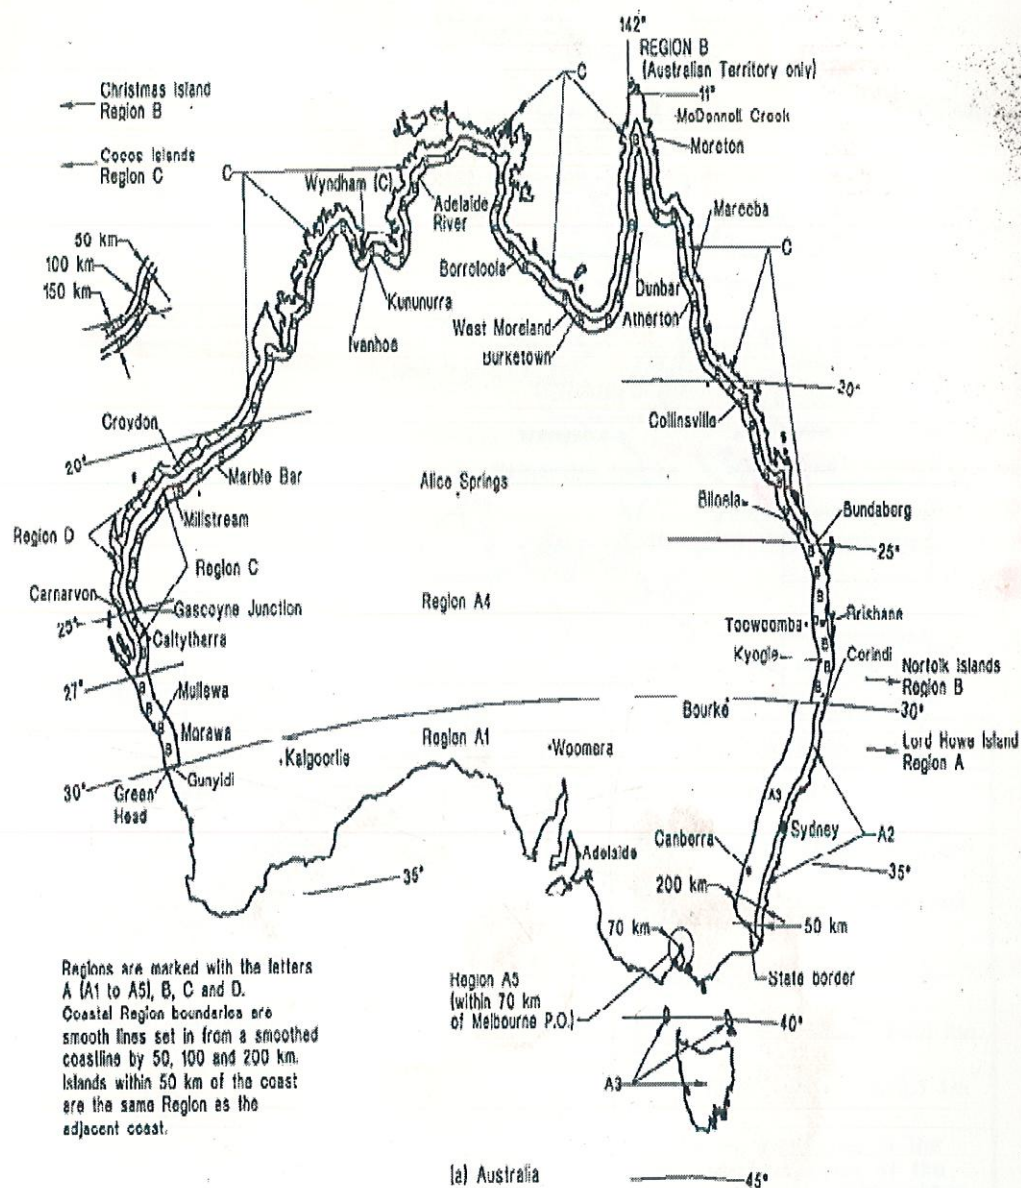 142°
REGION B
(Australian Territory only)
C
11°
McDonnell Crook
Moreton
Christmas Island
Region B
Cocos Islands
Region C
C
Wyndham (C)
Adelaide
River
Mareeba
C
50 km
100 km
150 km
Borroloola
Kununurra
Ivanhoe
West Moreland
Burketown
Dunbar
Atherton
20°
Collinsville
Croydon
20°
Marble Bar
Alice Springs
Millstream
Biloela
Bundaberg
25°
Region D
Region C
Carnarvon
Gascoyne Junction
25°
Region A4
Toowoomba
Brisbane
Caltytharra
Kyogle
Corindi
Norfolk Islands
Region B
27°
Mullewa
Bourke
30°
Morawa
Region A1
Woomera
Lord Howe Island
Region A
Kalgoorlie
Gunyidi
30°
Green
Head
A3
Sydney
Canberra
A2
Adelaide
35°
35°
200 km
50 km
70 km
State border
Region A5
(within 70 km
of Melbourne P.O.)
40°
A3
Regions are marked with the letters
A (A1 to A5), B, C and D.
Coastal Region boundaries are
smooth lines set in from a smoothed
coastline by 50, 100 and 200 km.
Islands within 50 km of the coast
are the same Region as the
adjacent coast.
(a) Australia
45°